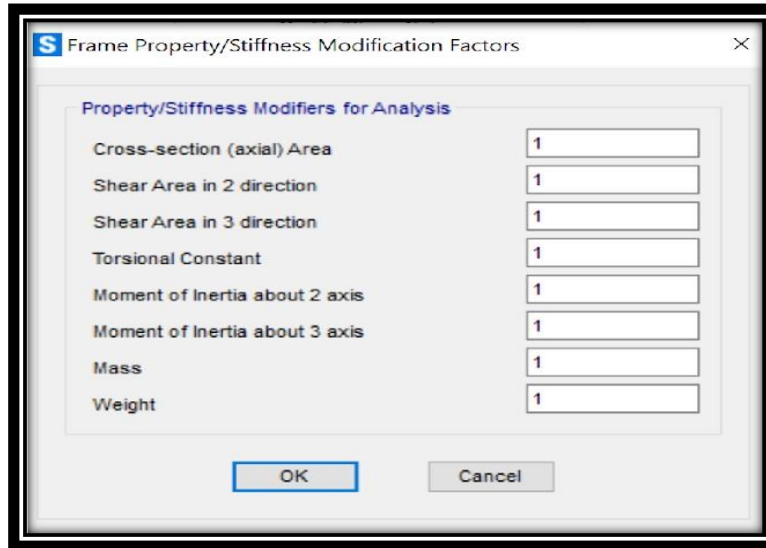 S Frame Property/Stiffness Modification Factors
Property/Stiffness Modifiers for Analysis
Cross-section (axial) Area 1
Shear Area in 2 direction 1
Shear Area in 3 direction 1
Torsional Constant 1
Moment of Inertia about 2 axis 1
Moment of Inertia about 3 axis 1
Mass 1
Weight 1
OK Cancel